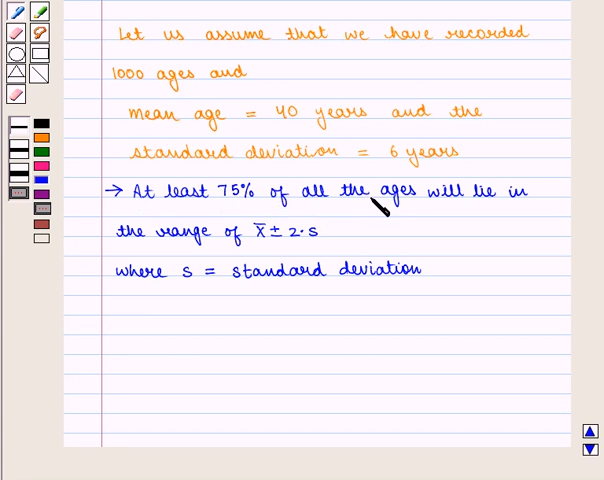 Let us assume that we have recorded
1000 ages and
mean age = 40 years and the
standard deviation = 6 years
→ At least 75% of all the ages will lie in
the range of x̄ ± 2·s
where s = standard deviation